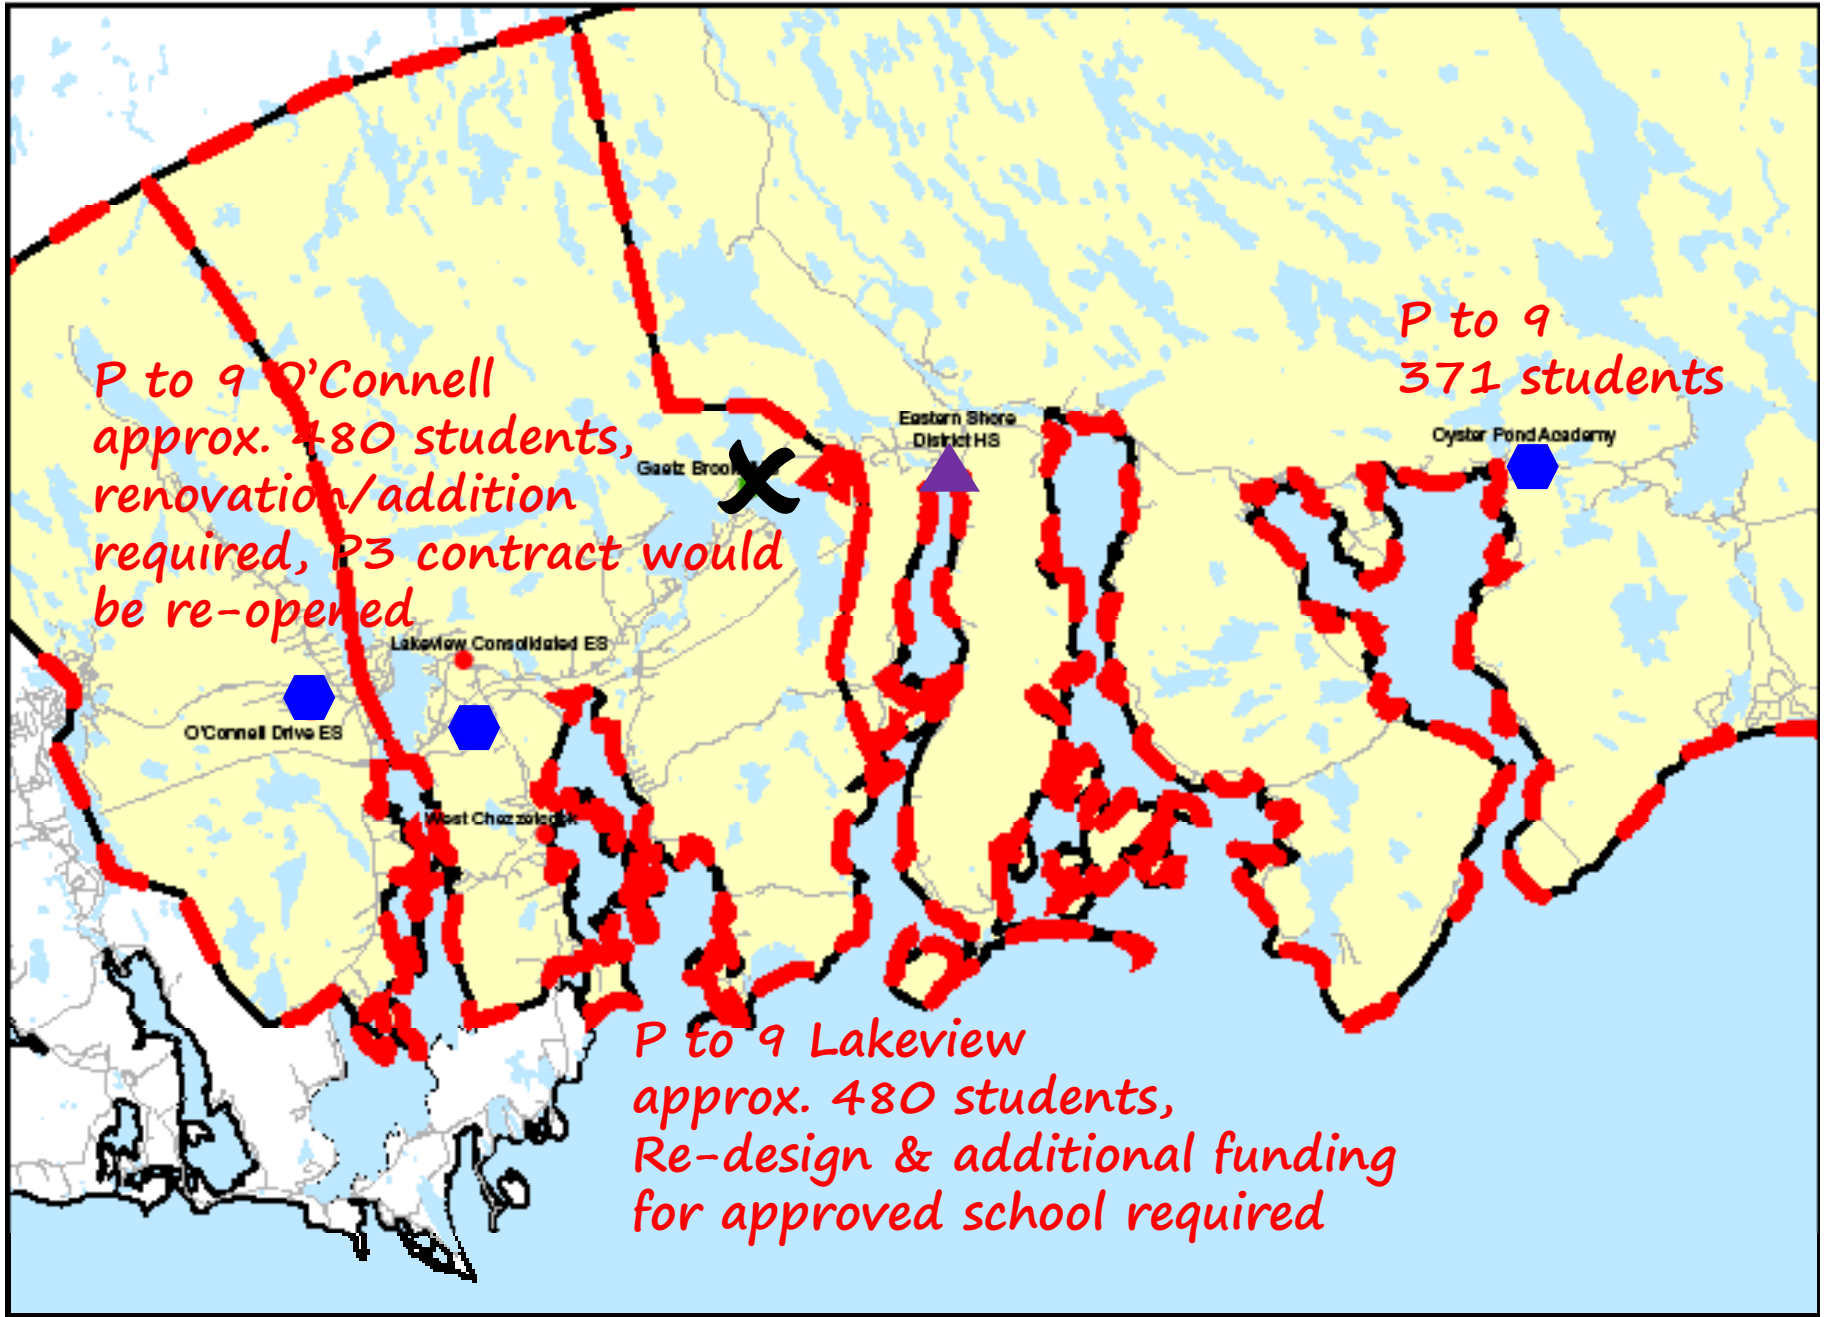 P to 9
371 students
P to 9 O'Connell
approx. 480 students,
renovation/addition
required, P3 contract would
be re-opened
Eastern Shore
District HS
Oyster Pond Academy
Gaetz Brook
Lakeview Consolidated ES
O'Connell Drive ES
West Chezzetcook
P to 9 Lakeview
approx. 480 students,
Re-design & additional funding
for approved school required